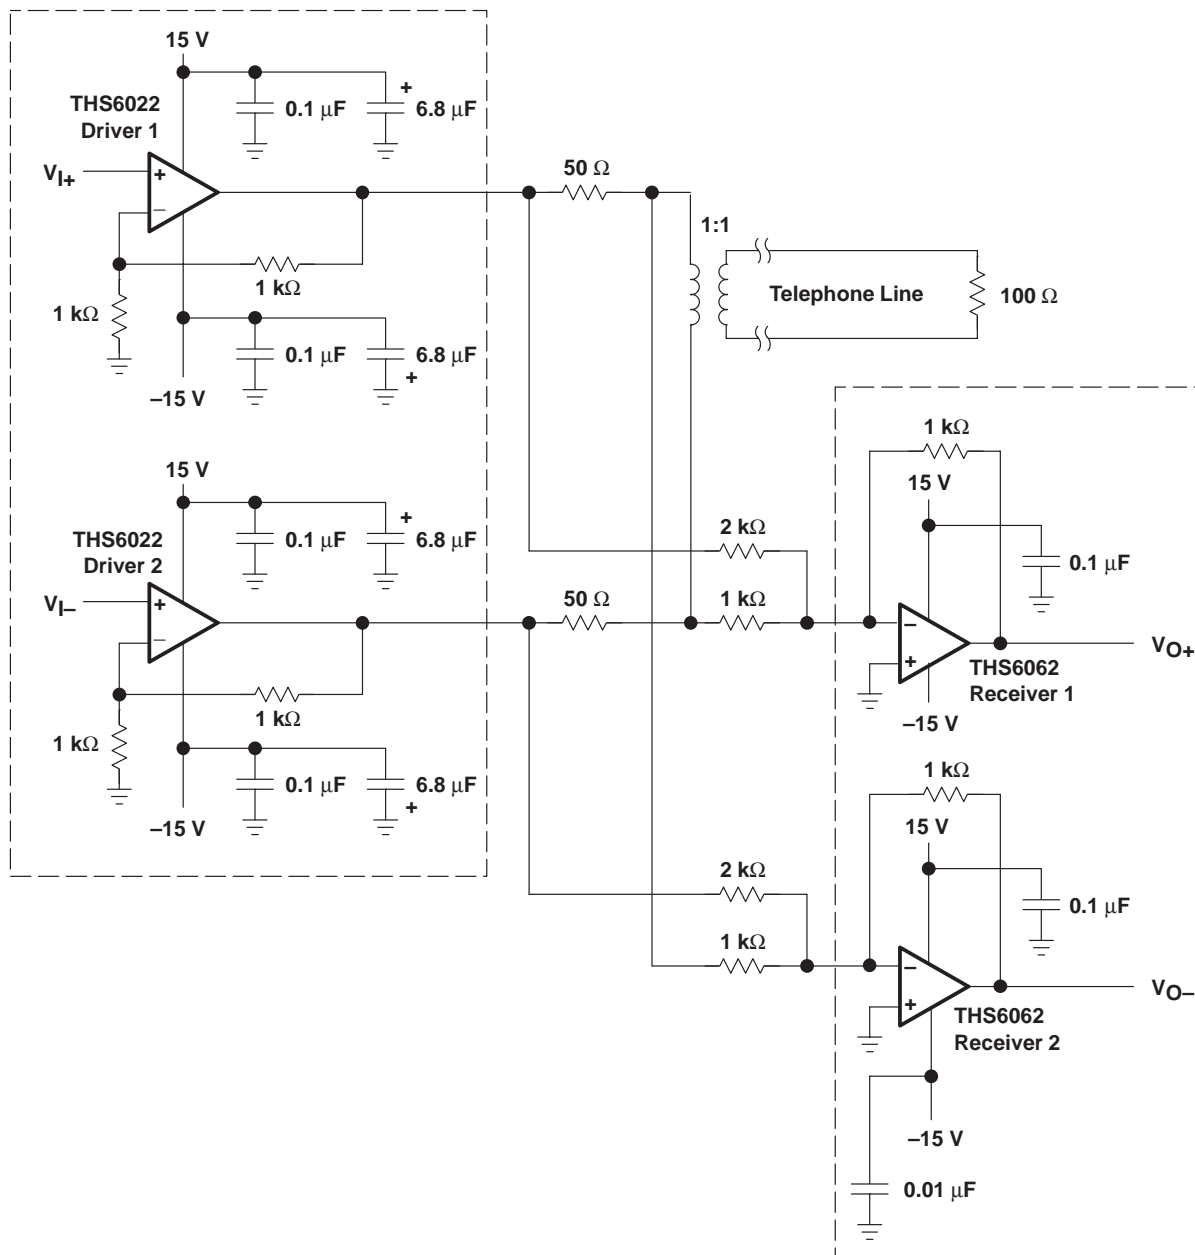 15 V
THS6022
Driver 1
0.1 μF
+
6.8 μF
VI+
+
−
1 kΩ
1 kΩ
0.1 μF
6.8 μF
+
–15 V
50 Ω
1:1
Telephone Line
100 Ω
15 V
THS6022
Driver 2
0.1 μF
+
6.8 μF
VI–
+
−
1 kΩ
1 kΩ
0.1 μF
6.8 μF
+
–15 V
50 Ω
2 kΩ
1 kΩ
1 kΩ
15 V
0.1 μF
−
+
VO+
THS6062
Receiver 1
–15 V
2 kΩ
1 kΩ
1 kΩ
15 V
0.1 μF
−
+
VO–
THS6062
Receiver 2
–15 V
0.01 μF